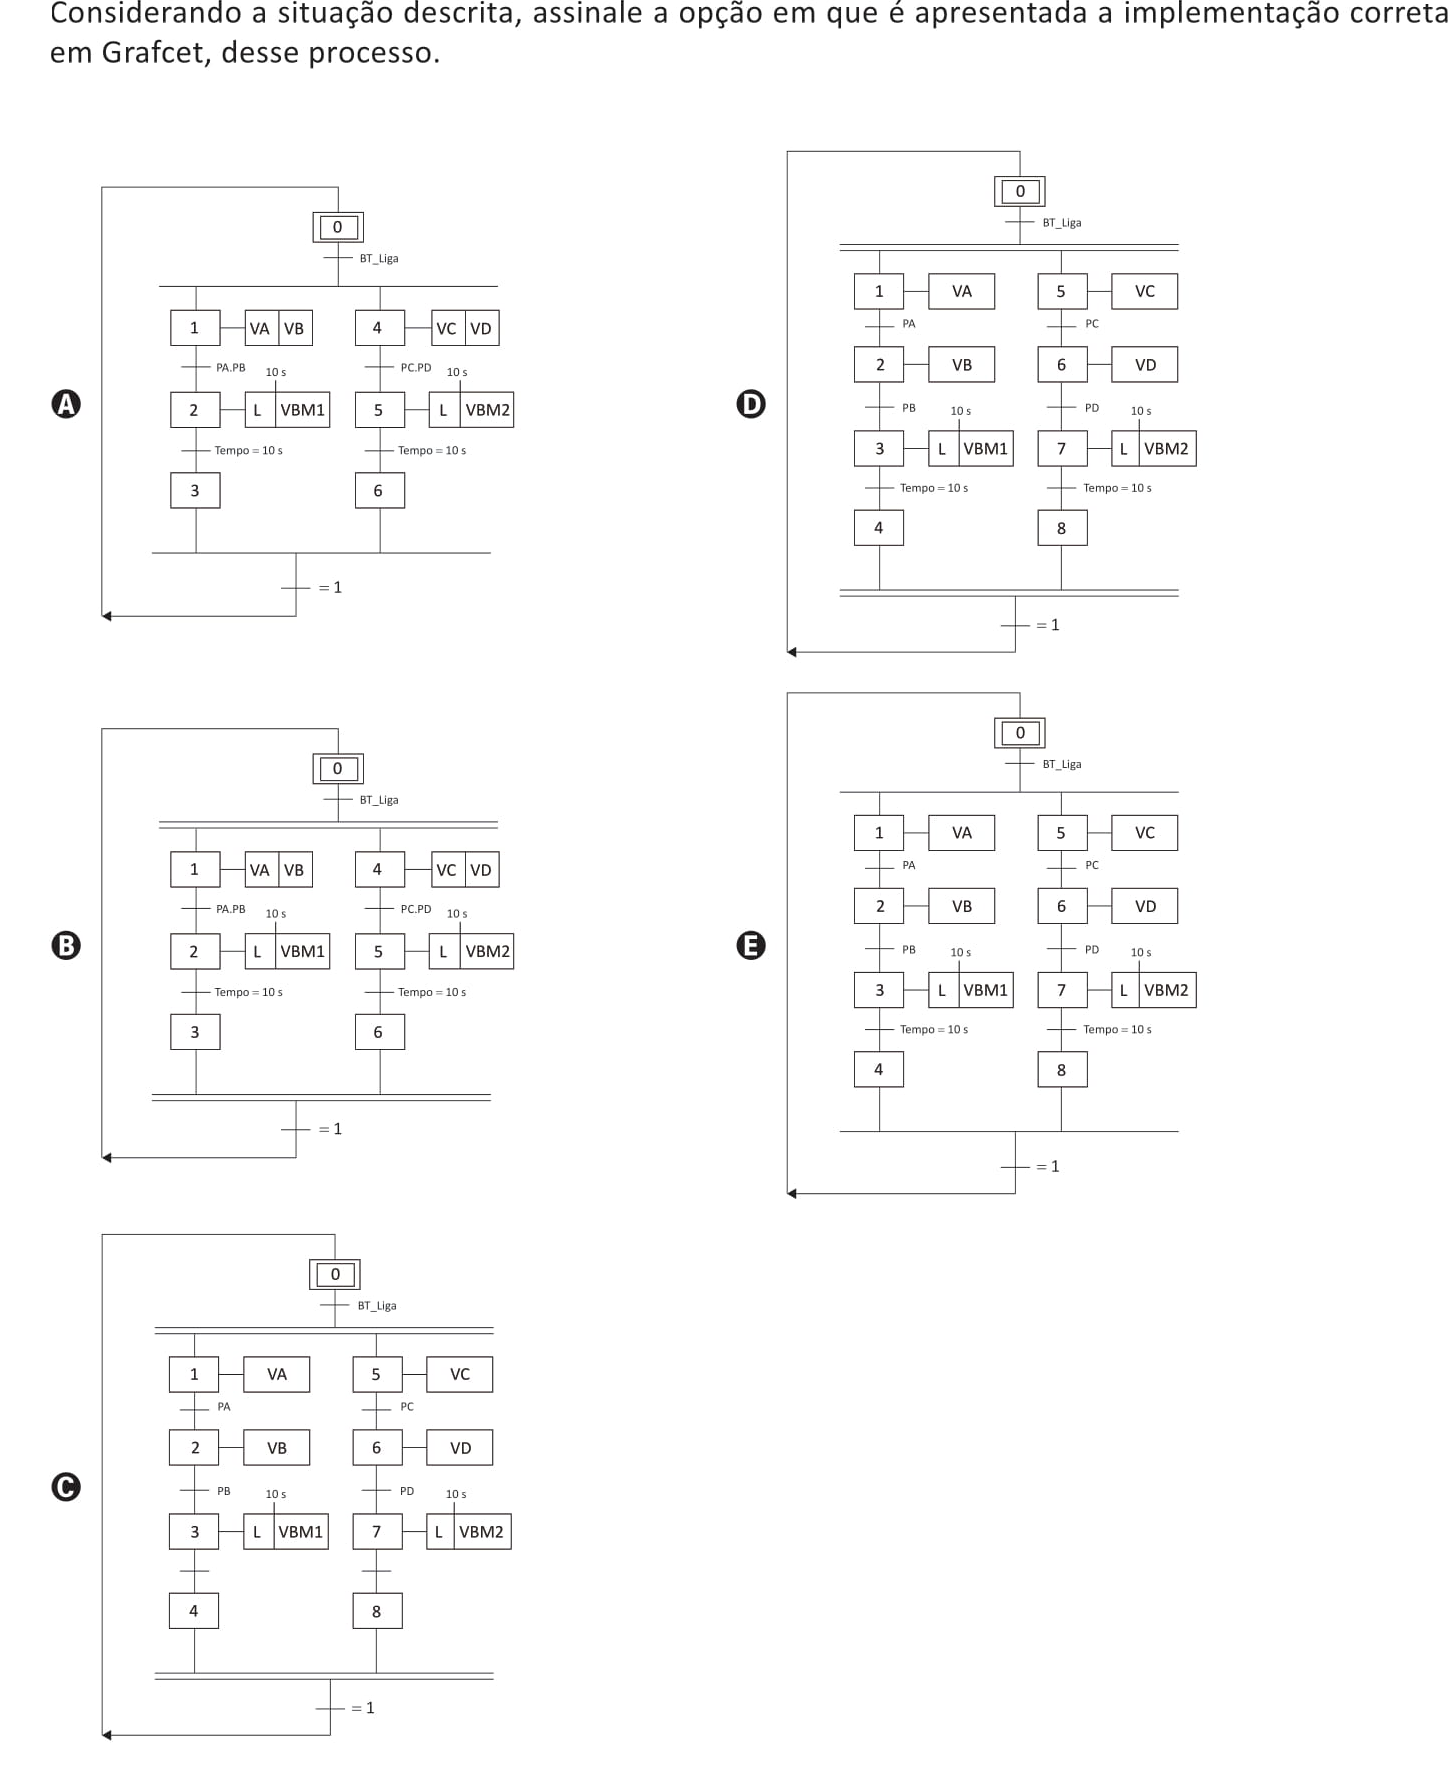 Considerando a situação descrita, assinale a opção em que é apresentada a implementação correta
em Grafcet, desse processo.
A
0
BT_Liga
1 VA VB 4 VC VD
PA.PB 10 s PC.PD 10 s
2 L VBM1 5 L VBM2
Tempo = 10 s Tempo = 10 s
3 6
= 1
B
0
BT_Liga
1 VA VB 4 VC VD
PA.PB 10 s PC.PD 10 s
2 L VBM1 5 L VBM2
Tempo = 10 s Tempo = 10 s
3 6
= 1
C
0
BT_Liga
1 VA 5 VC
PA PC
2 VB 6 VD
PB 10 s PD 10 s
3 L VBM1 7 L VBM2
4 8
= 1
D
0
BT_Liga
1 VA 5 VC
PA PC
2 VB 6 VD
PB 10 s PD 10 s
3 L VBM1 7 L VBM2
Tempo = 10 s Tempo = 10 s
4 8
= 1
E
0
BT_Liga
1 VA 5 VC
PA PC
2 VB 6 VD
PB 10 s PD 10 s
3 L VBM1 7 L VBM2
Tempo = 10 s Tempo = 10 s
4 8
= 1